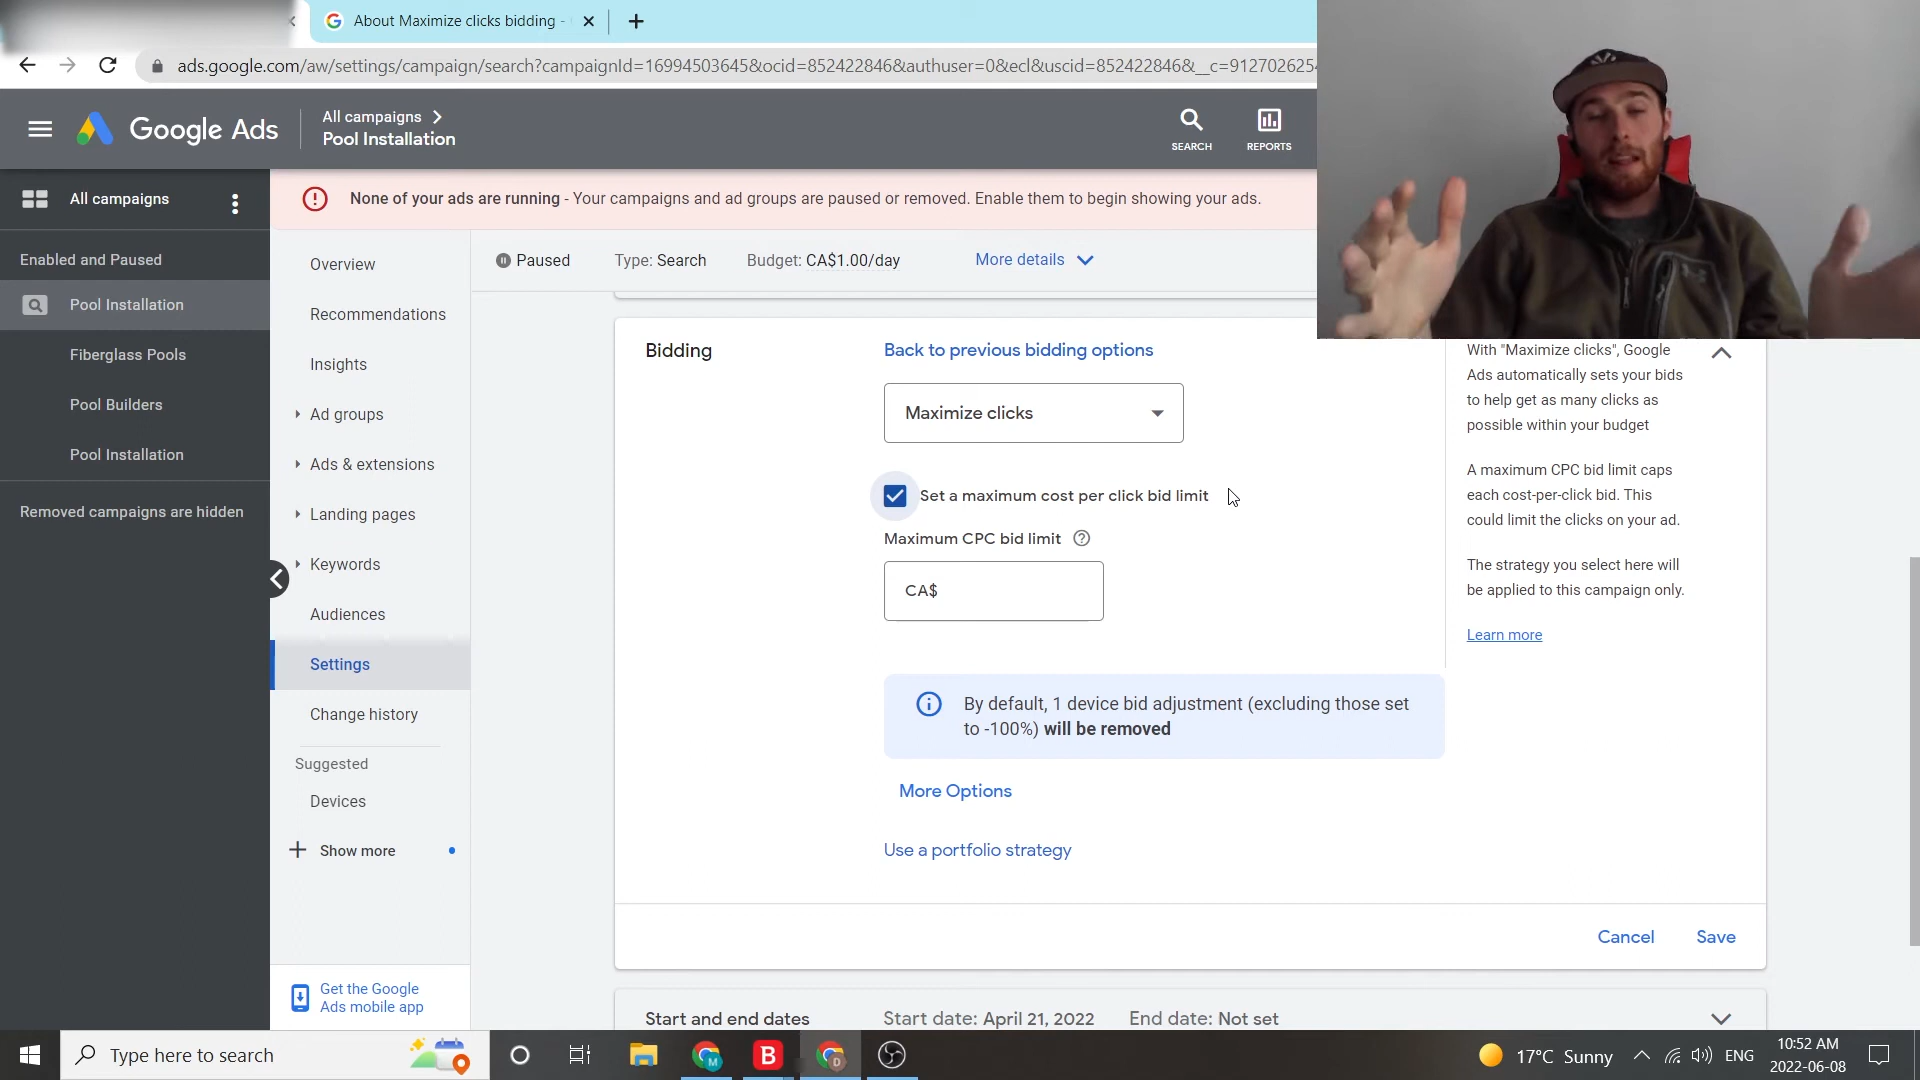 About Maximize clicks bidding -
ads.google.com/aw/settings/campaign/search?campaignId=16994503645&ocid=852422846&authuser=0&ecl&uscid=852422846&__c=9127026254
Google Ads
All campaigns
Pool Installation
SEARCH
REPORTS
All campaigns
None of your ads are running - Your campaigns and ad groups are paused or removed. Enable them to begin showing your ads.
Enabled and Paused
Pool Installation
Fiberglass Pools
Pool Builders
Pool Installation
Removed campaigns are hidden
Overview
Recommendations
Insights
Ad groups
Ads & extensions
Landing pages
Keywords
Audiences
Settings
Change history
Suggested
Devices
Show more
Get the Google
Ads mobile app
Paused
Type: Search
Budget: CA$1.00/day
More details
Bidding
Back to previous bidding options
Maximize clicks
Set a maximum cost per click bid limit
Maximum CPC bid limit
CA$
By default, 1 device bid adjustment (excluding those set
to -100%) will be removed
More Options
Use a portfolio strategy
With "Maximize clicks", Google
Ads automatically sets your bids
to help get as many clicks as
possible within your budget
A maximum CPC bid limit caps
each cost-per-click bid. This
could limit the clicks on your ad.
The strategy you select here will
be applied to this campaign only.
Learn more
Cancel
Save
Start and end dates
Start date: April 21, 2022
End date: Not set
Type here to search
M
B
D
17°C Sunny
ENG
10:52 AM
2022-06-08